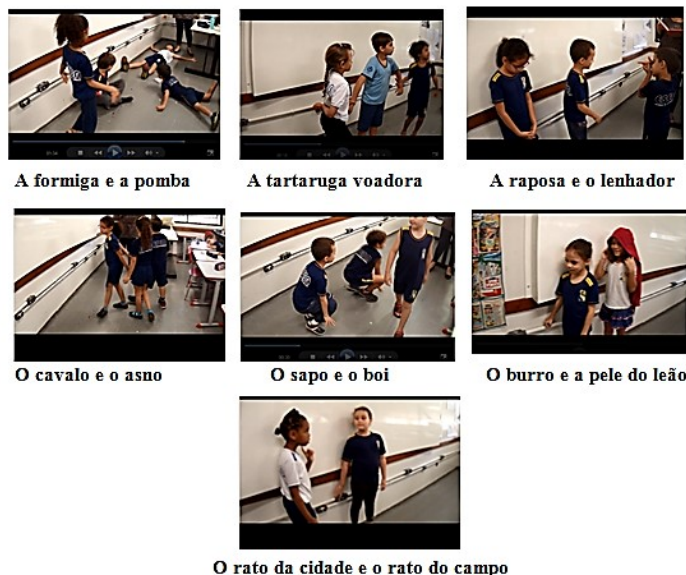 A formiga e a pomba
A tartaruga voadora
A raposa e o lenhador
O cavalo e o asno
O sapo e o boi
O burro e a pele do leão
O rato da cidade e o rato do campo